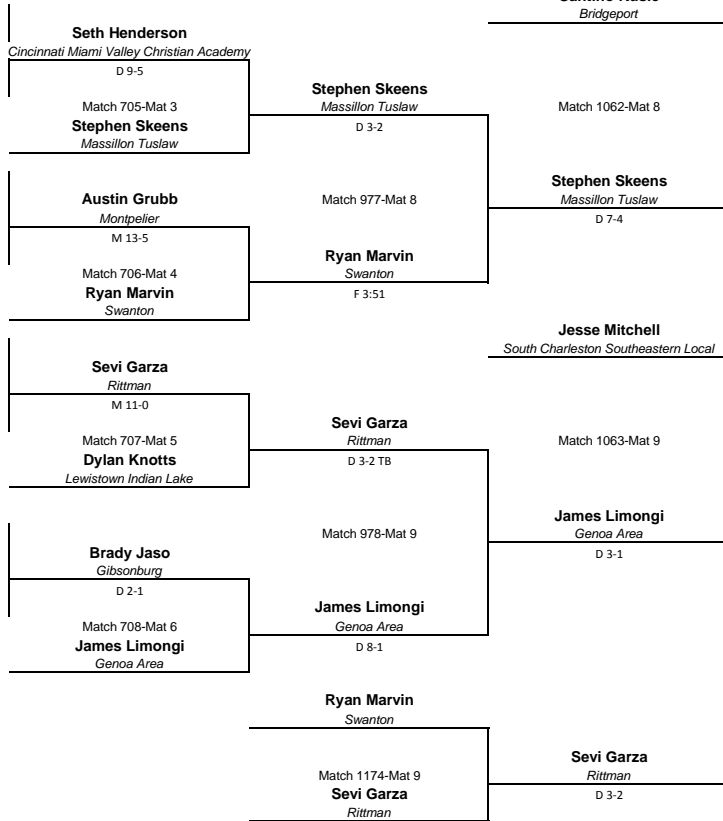 Bridgeport
Seth Henderson
Cincinnati Miami Valley Christian Academy
D 9-5
Match 705-Mat 3
Stephen Skeens
Massillon Tuslaw
Stephen Skeens
Massillon Tuslaw
D 3-2
Match 1062-Mat 8
Austin Grubb
Montpelier
M 13-5
Match 706-Mat 4
Ryan Marvin
Swanton
Match 977-Mat 8
Ryan Marvin
Swanton
F 3:51
Stephen Skeens
Massillon Tuslaw
D 7-4
Jesse Mitchell
South Charleston Southeastern Local
Sevi Garza
Rittman
M 11-0
Match 707-Mat 5
Dylan Knotts
Lewistown Indian Lake
Sevi Garza
Rittman
D 3-2 TB
Match 1063-Mat 9
Brady Jaso
Gibsonburg
D 2-1
Match 708-Mat 6
James Limongi
Genoa Area
Match 978-Mat 9
James Limongi
Genoa Area
D 8-1
James Limongi
Genoa Area
D 3-1
Ryan Marvin
Swanton
Match 1174-Mat 9
Sevi Garza
Rittman
Sevi Garza
Rittman
D 3-2